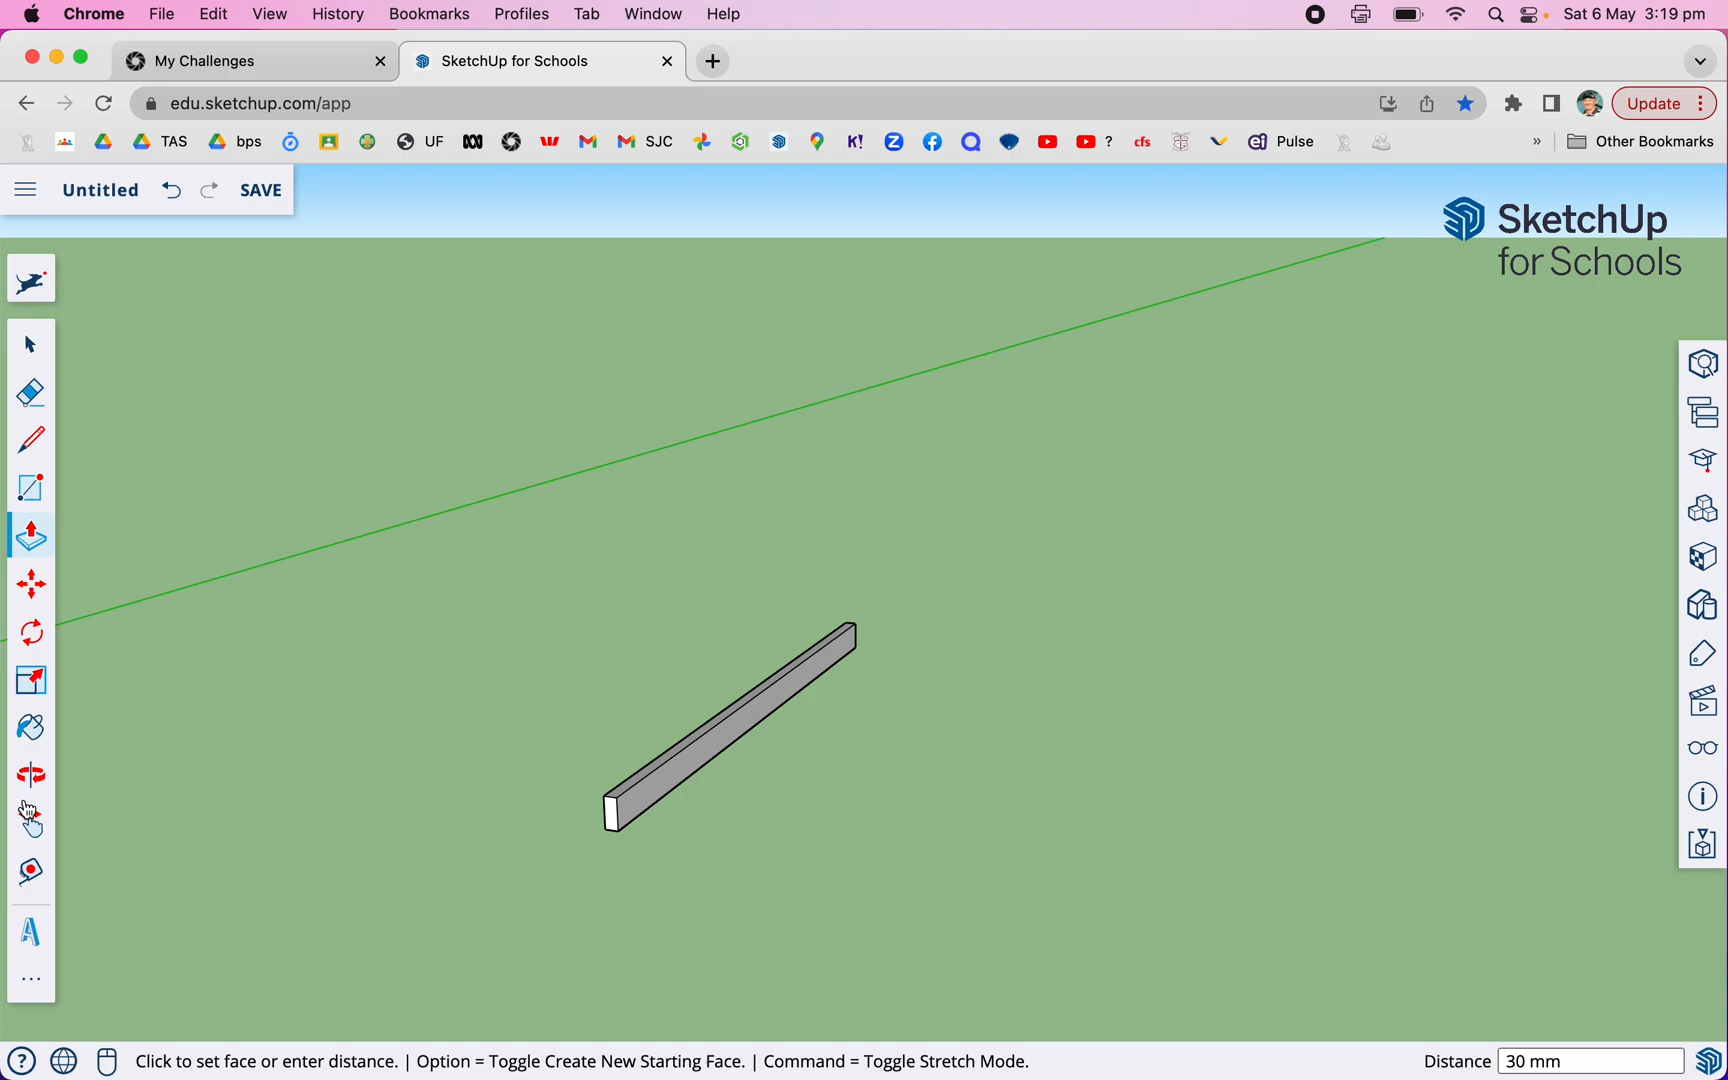 Chrome File Edit View History Bookmarks Profiles Tab Window Help Sat 6 May 3:19 pm
My Challenges SketchUp for Schools
edu.sketchup.com/app Update
TAS bps UF SJC K! ? cfs Pulse » Other Bookmarks
Untitled SAVE
SketchUp
for Schools
Click to set face or enter distance. | Option = Toggle Create New Starting Face. | Command = Toggle Stretch Mode. Distance 30 mm